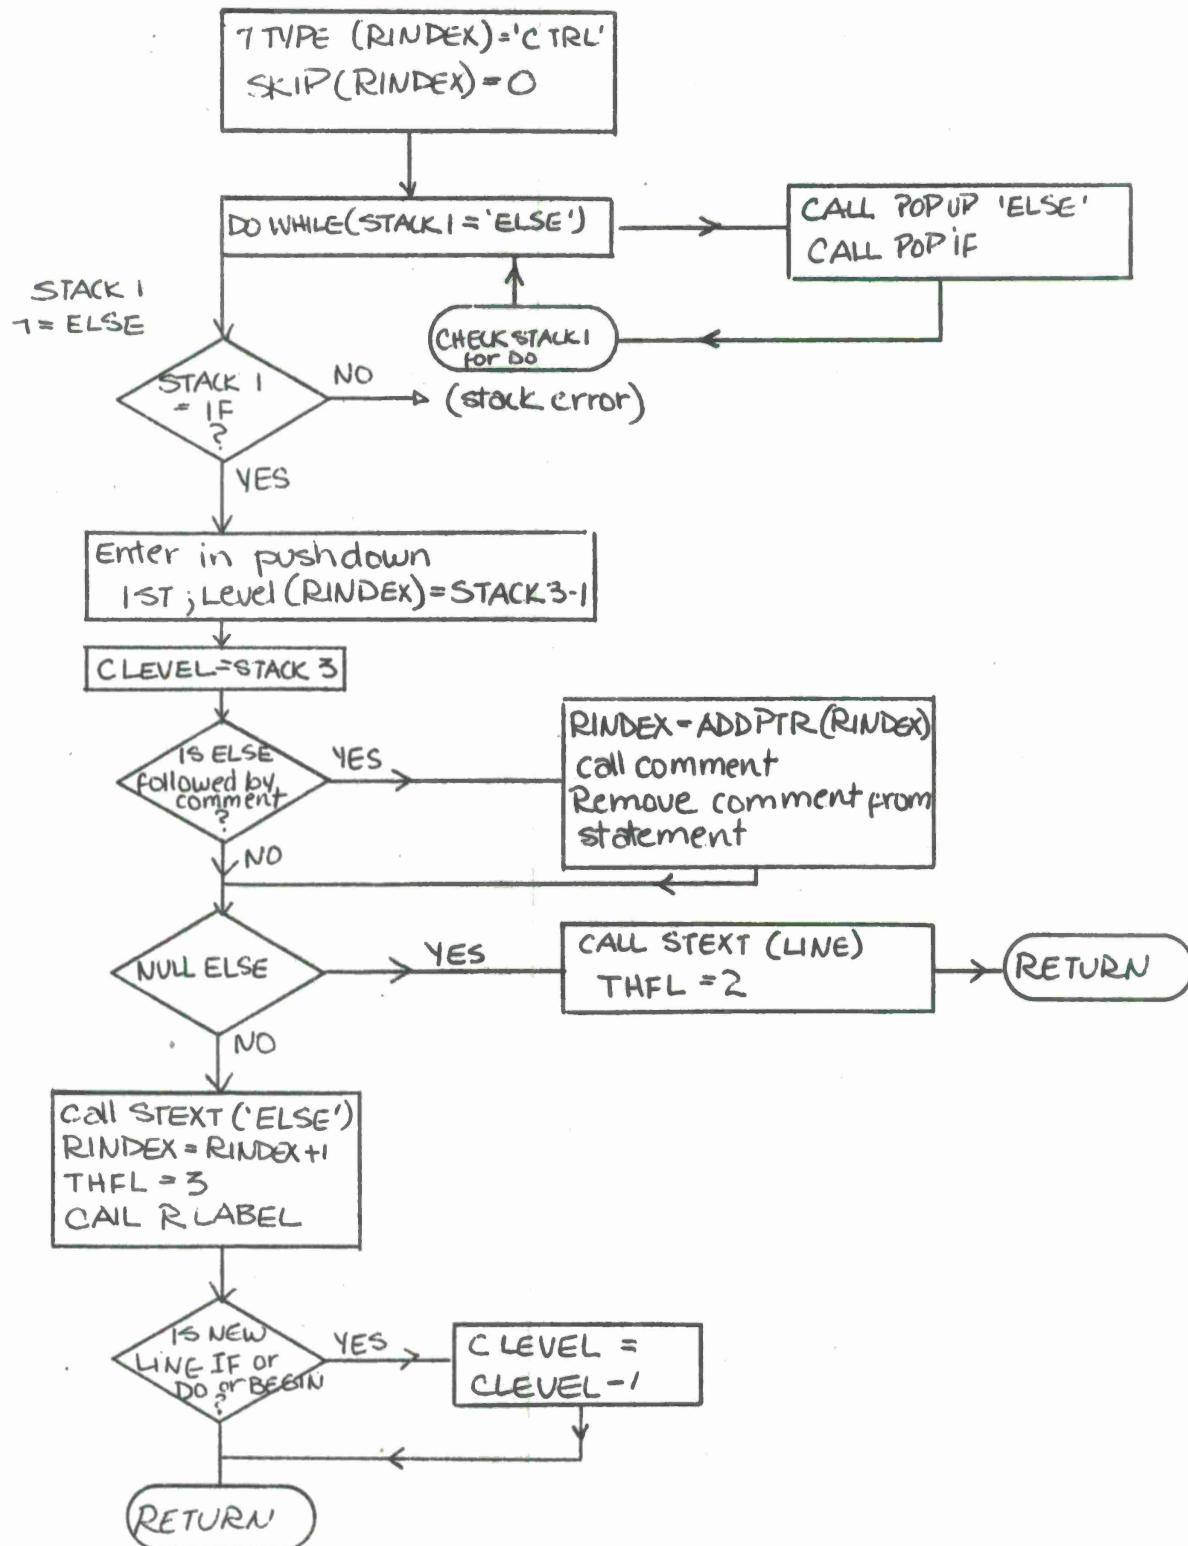 7 TYPE (RINDEX)='CTRL'
SKIP(RINDEX)=0
DO WHILE(STACK1='ELSE')
CALL POPUP 'ELSE'
CALL POPIF
STACK 1
¬= ELSE
CHECK STACK1
for DO
STACK 1
= IF
?
NO
(stack error)
YES
Enter in pushdown
1ST ; Level (RINDEX)=STACK3-1
CLEVEL=STACK 3
IS ELSE
followed by
comment
?
YES
RINDEX=ADDPTR(RINDEX)
call comment
Remove comment from
statement
NO
NULL ELSE
YES
CALL STEXT (LINE)
THFL =2
RETURN
NO
Call STEXT ('ELSE')
RINDEX=RINDEX+1
THFL = 3
CALL RLABEL
IS NEW
LINE IF or
DO or BEGIN
?
YES
CLEVEL =
CLEVEL-1
RETURN